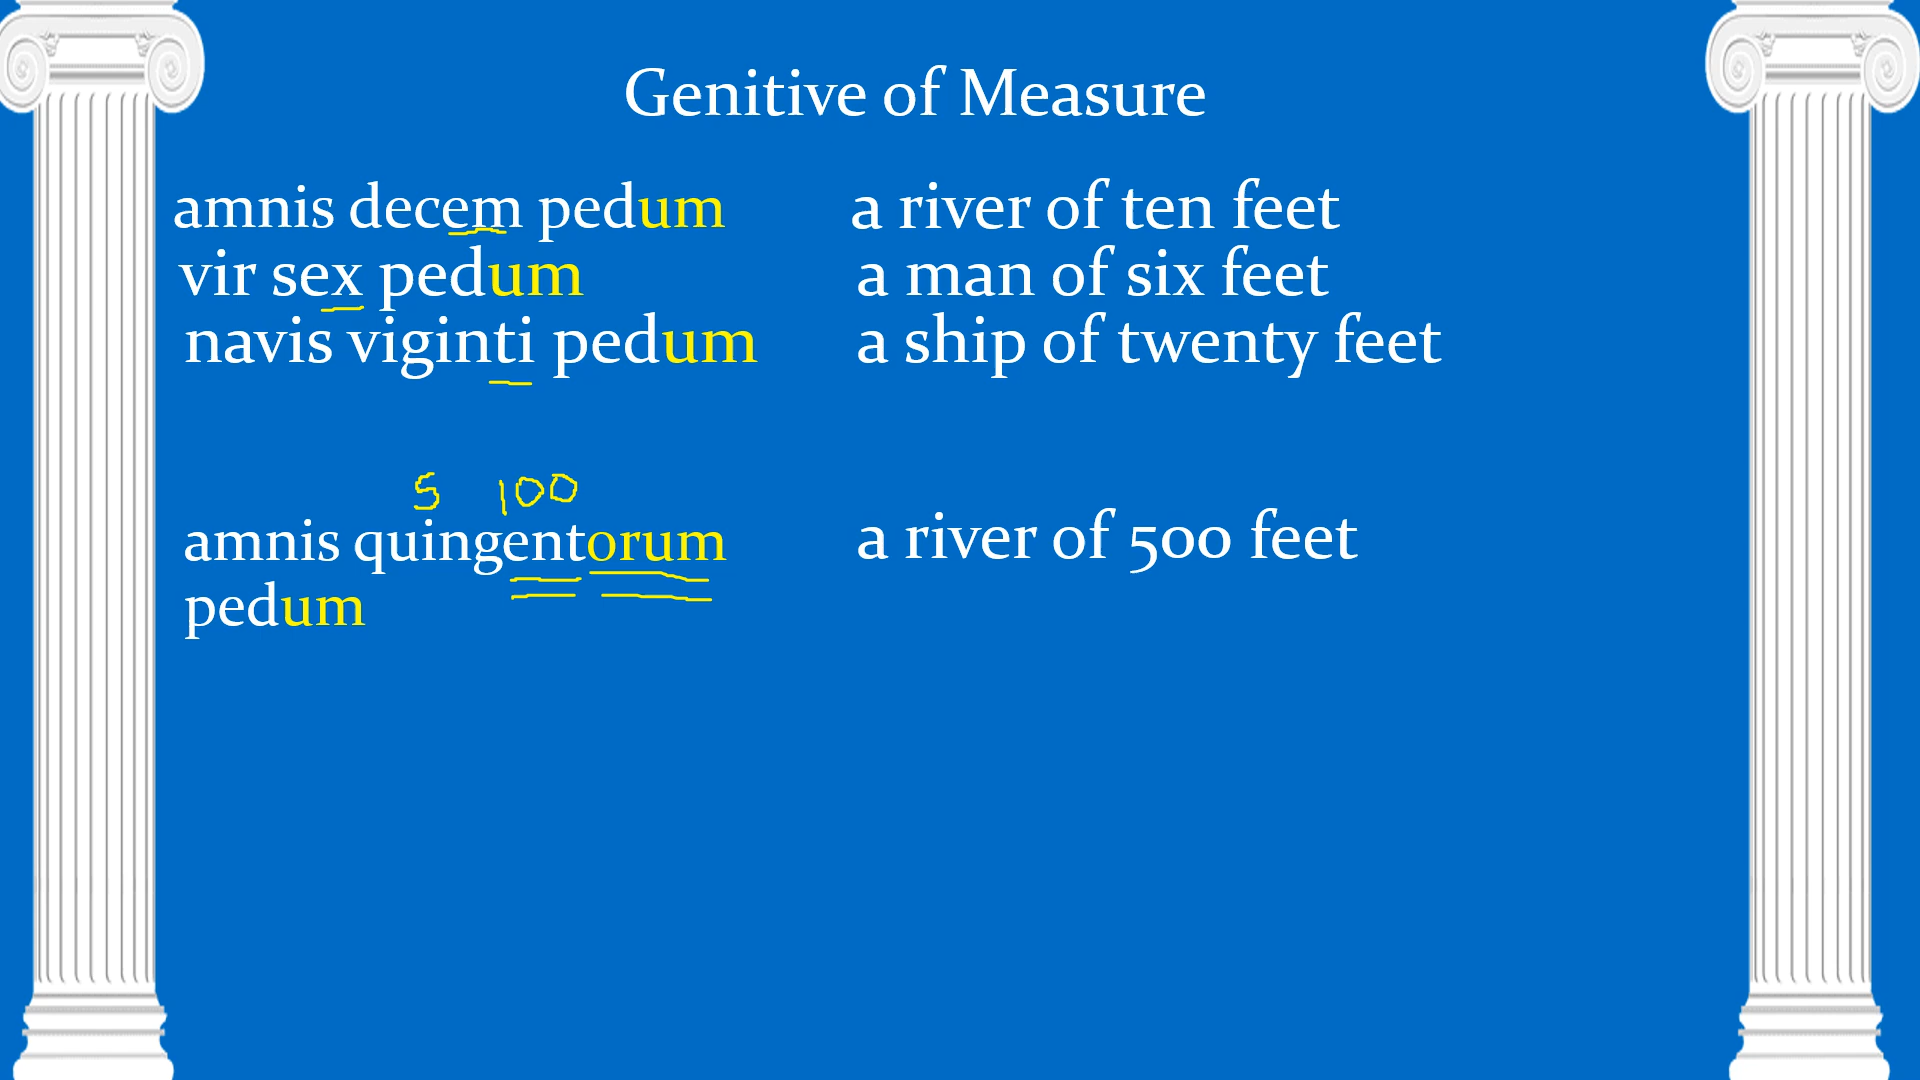 Genitive of Measure
amnis decem pedum a river of ten feet
vir sex pedum a man of six feet
navis viginti pedum a ship of twenty feet
5 100
amnis quingentorum a river of 500 feet
pedum